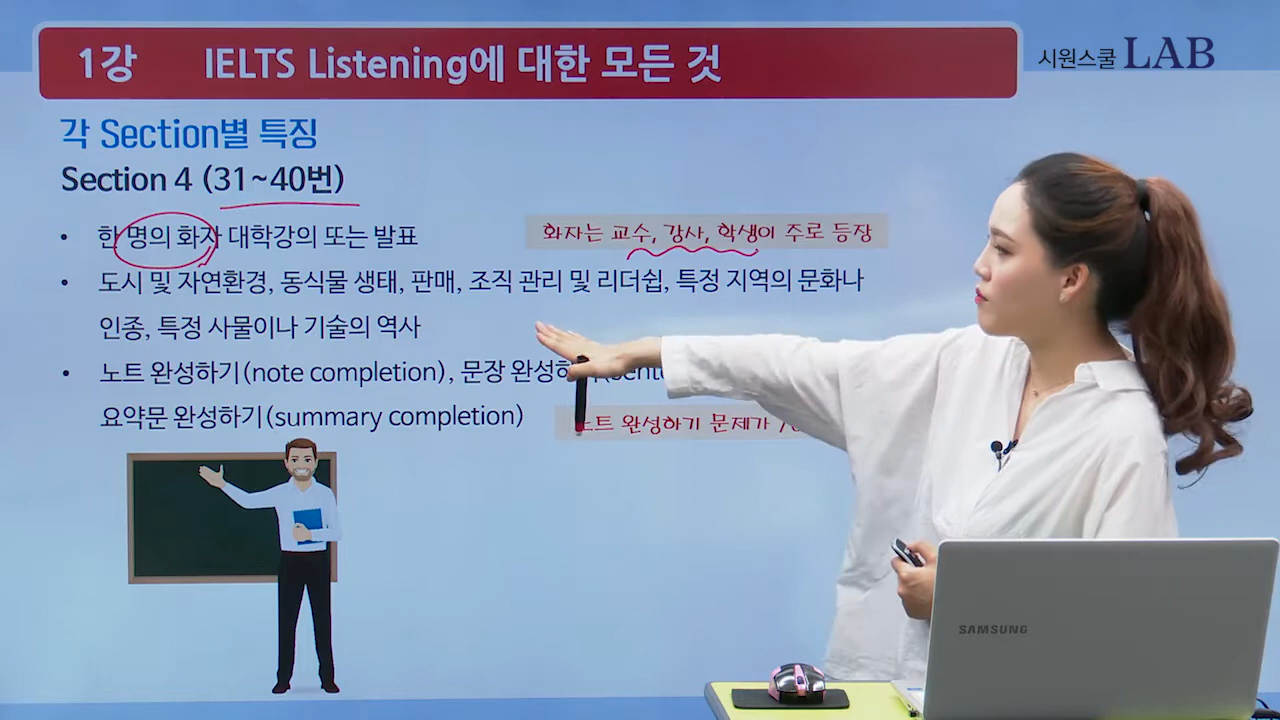 1강 IELTS Listening에 대한 모든 것
시원스쿨 LAB
각 Section별 특징
Section 4 (31~40번)
• 한 명의 화자 대학강의 또는 발표
화자는 교수, 강사, 학생이 주로 등장
• 도시 및 자연환경, 동식물 생태, 판매, 조직 관리 및 리더쉽, 특정 지역의 문화나
인종, 특정 사물이나 기술의 역사
• 노트 완성하기(note completion), 문장 완성하
요약문 완성하기(summary completion)
노트 완성하기 문제가
SAMSUNG